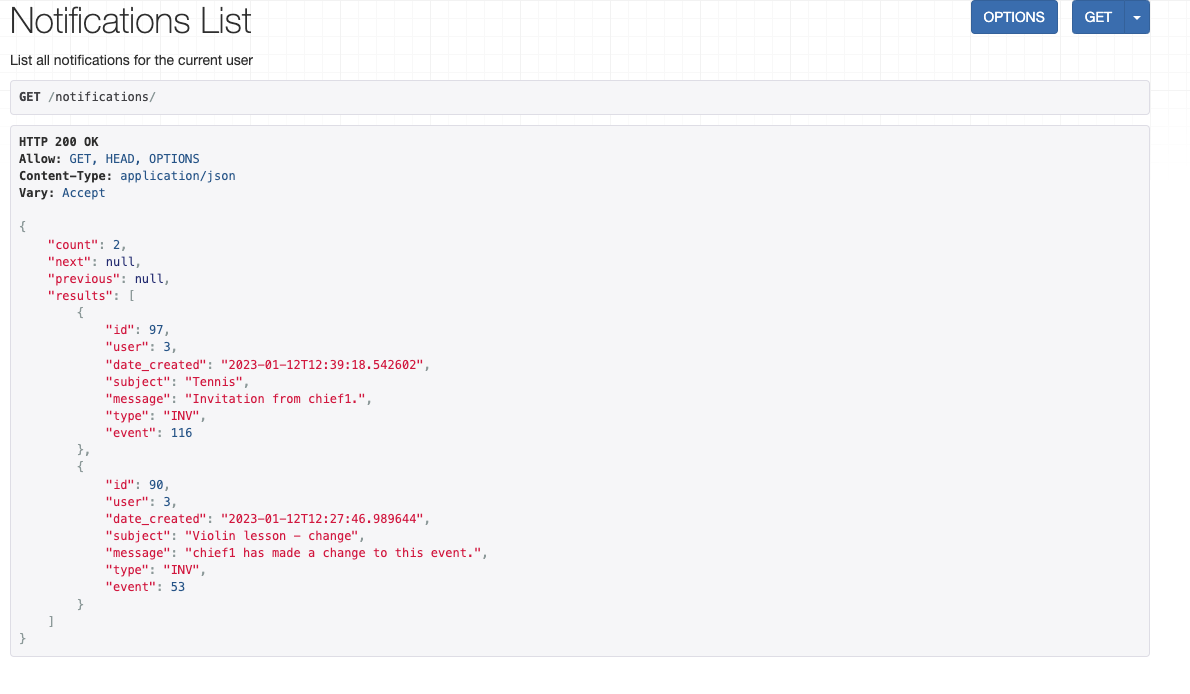 Notifications List
OPTIONS
GET
List all notifications for the current user
GET /notifications/
HTTP 200 OK
Allow: GET, HEAD, OPTIONS
Content-Type: application/json
Vary: Accept
{
    "count": 2,
    "next": null,
    "previous": null,
    "results": [
        {
            "id": 97,
            "user": 3,
            "date_created": "2023-01-12T12:39:18.542602",
            "subject": "Tennis",
            "message": "Invitation from chief1.",
            "type": "INV",
            "event": 116
        },
        {
            "id": 90,
            "user": 3,
            "date_created": "2023-01-12T12:27:46.989644",
            "subject": "Violin lesson - change",
            "message": "chief1 has made a change to this event.",
            "type": "INV",
            "event": 53
        }
    ]
}